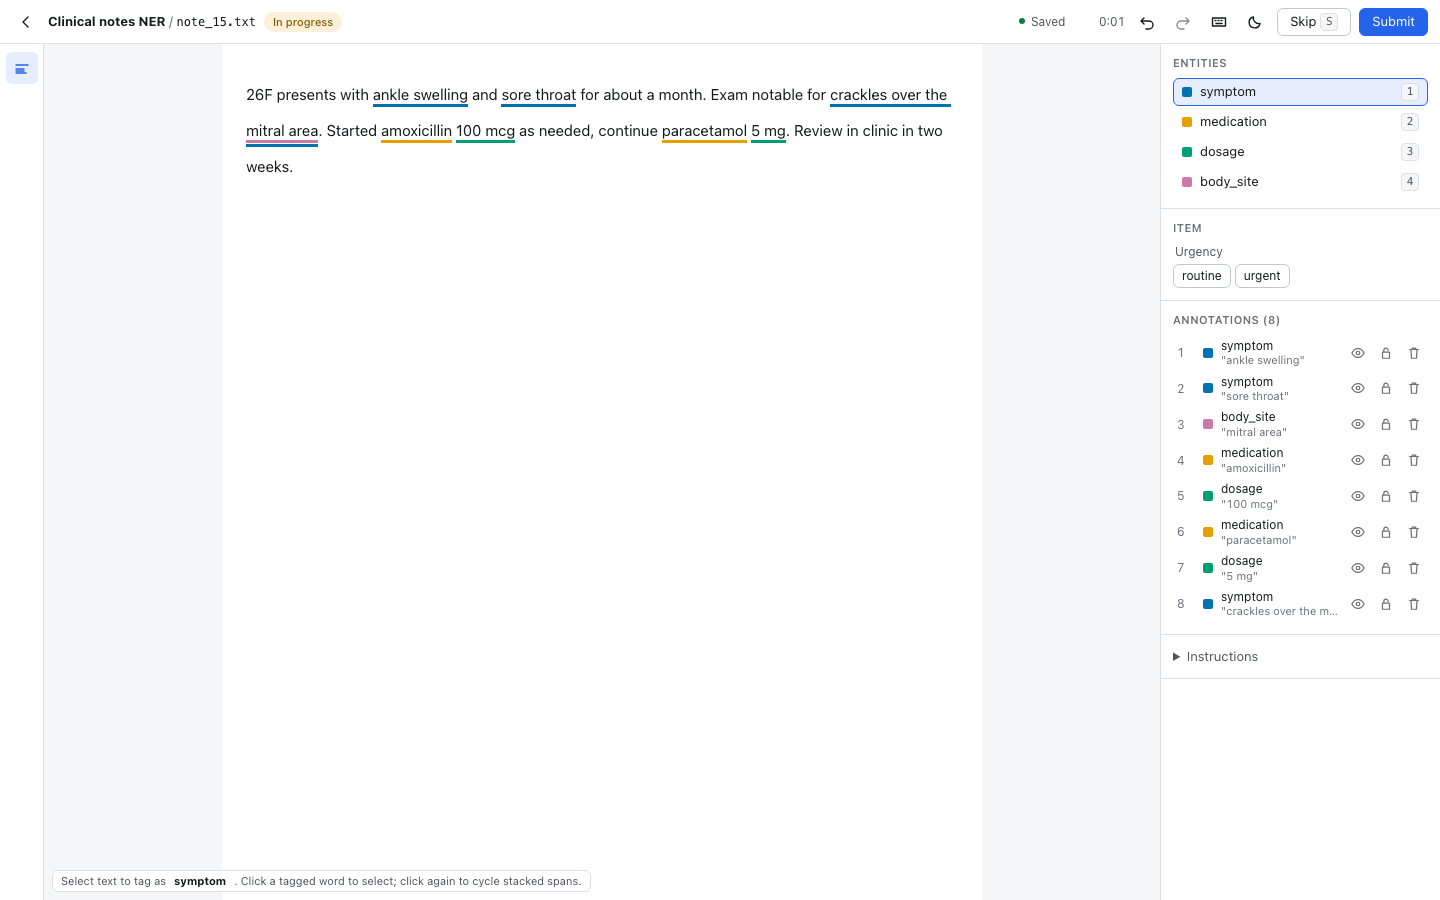 Clinical notes NER / note_15.txt In progress
Saved 0:01 Skip S Submit
26F presents with ankle swelling and sore throat for about a month. Exam notable for crackles over the
mitral area. Started amoxicillin 100 mcg as needed, continue paracetamol 5 mg. Review in clinic in two
weeks.
Select text to tag as symptom . Click a tagged word to select; click again to cycle stacked spans.
ENTITIES
symptom 1
medication 2
dosage 3
body_site 4
ITEM
Urgency
routine urgent
ANNOTATIONS (8)
1 symptom
"ankle swelling"
2 symptom
"sore throat"
3 body_site
"mitral area"
4 medication
"amoxicillin"
5 dosage
"100 mcg"
6 medication
"paracetamol"
7 dosage
"5 mg"
8 symptom
"crackles over the m...
Instructions